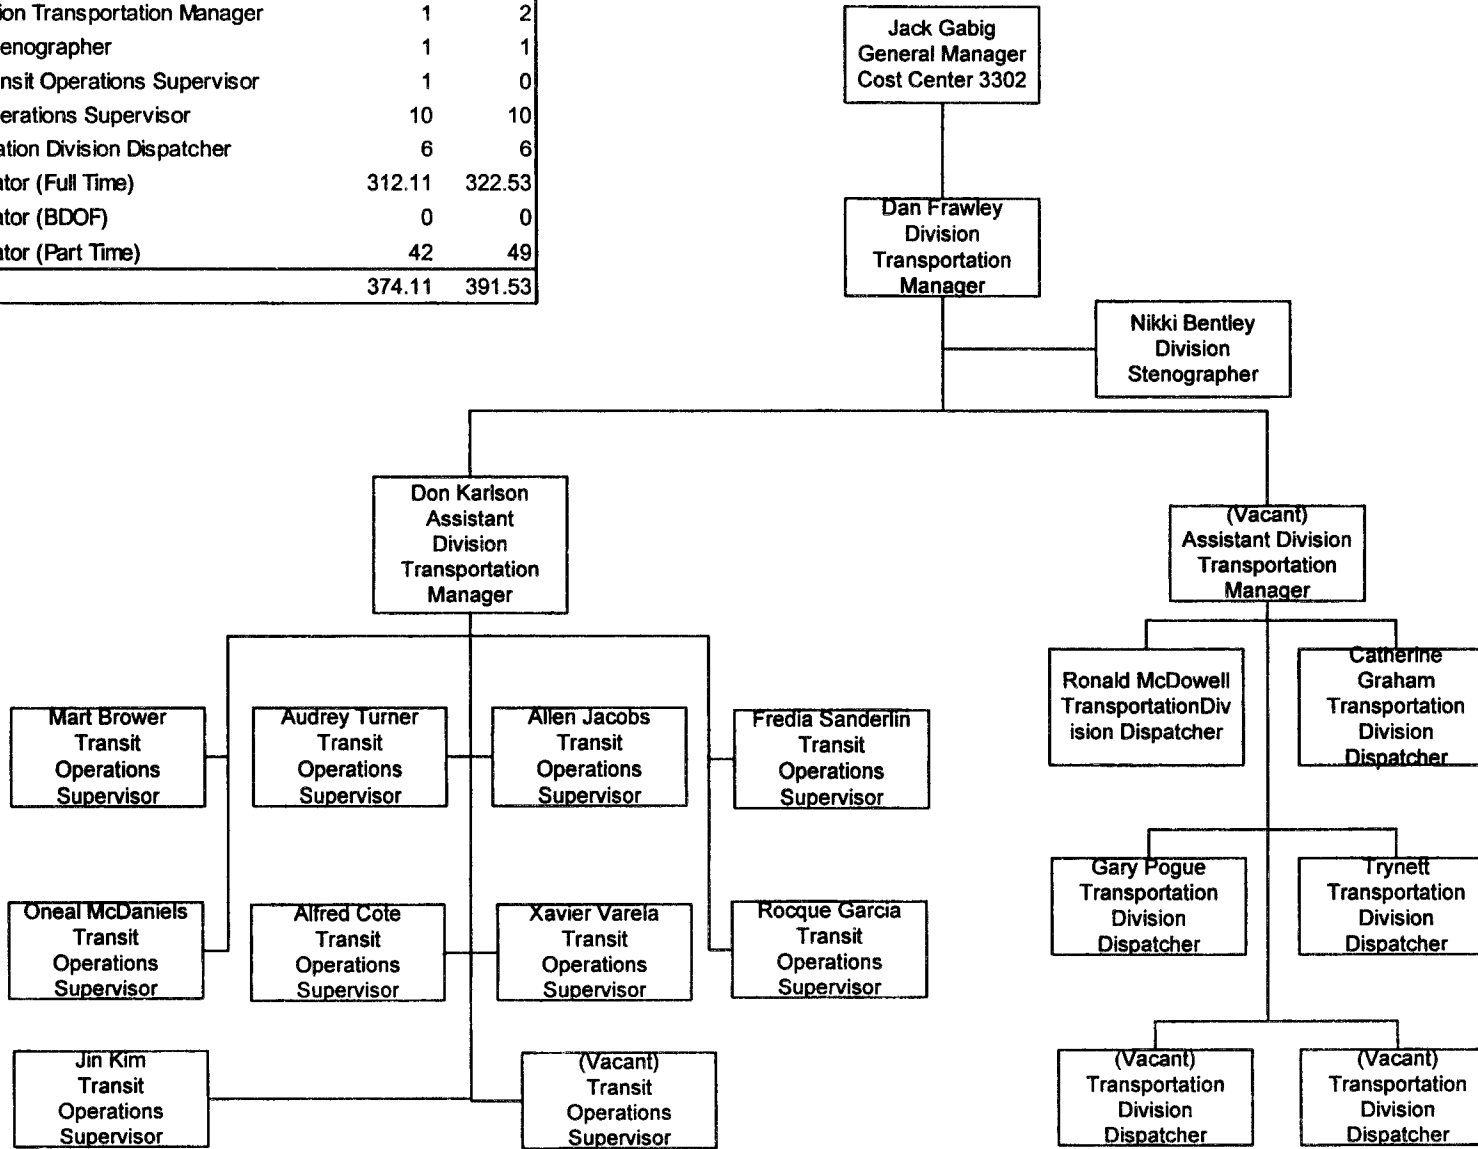 ion Transportation Manager 1 2
enographer 1 1
nsit Operations Supervisor 1 0
erations Supervisor 10 10
ation Division Dispatcher 6 6
ator (Full Time) 312.11 322.53
ator (BDOF) 0 0
ator (Part Time) 42 49
374.11 391.53
Jack Gabig
General Manager
Cost Center 3302
Dan Frawley
Division
Transportation
Manager
Nikki Bentley
Division
Stenographer
Don Karlson
Assistant
Division
Transportation
Manager
(Vacant)
Assistant Division
Transportation
Manager
Mart Brower
Transit
Operations
Supervisor
Audrey Turner
Transit
Operations
Supervisor
Allen Jacobs
Transit
Operations
Supervisor
Fredia Sanderlin
Transit
Operations
Supervisor
Ronald McDowell
TransportationDiv
ision Dispatcher
Catherine
Graham
Transportation
Division
Dispatcher
Oneal McDaniels
Transit
Operations
Supervisor
Alfred Cote
Transit
Operations
Supervisor
Xavier Varela
Transit
Operations
Supervisor
Rocque Garcia
Transit
Operations
Supervisor
Gary Pogue
Transportation
Division
Dispatcher
Trynett
Transportation
Division
Dispatcher
Jin Kim
Transit
Operations
Supervisor
(Vacant)
Transit
Operations
Supervisor
(Vacant)
Transportation
Division
Dispatcher
(Vacant)
Transportation
Division
Dispatcher